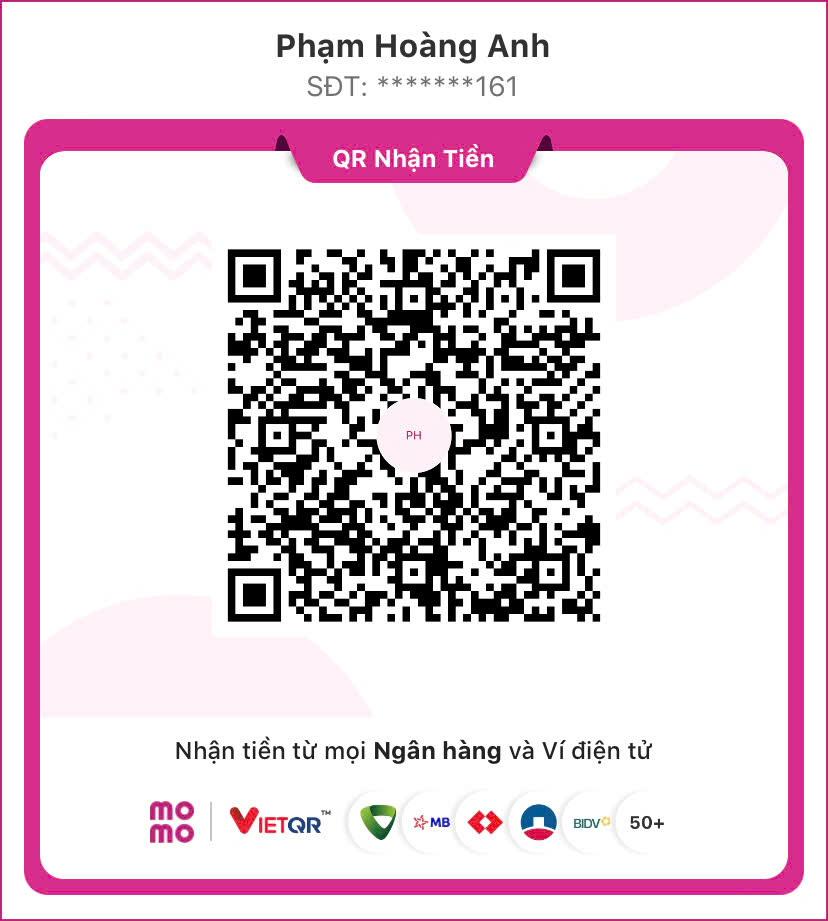 Phạm Hoàng Anh
SĐT: *******161
QR Nhận Tiền
PH
Nhận tiền từ mọi Ngân hàng và Ví điện tử
mo
mo
VIETQR™
MB
BIDV
50+